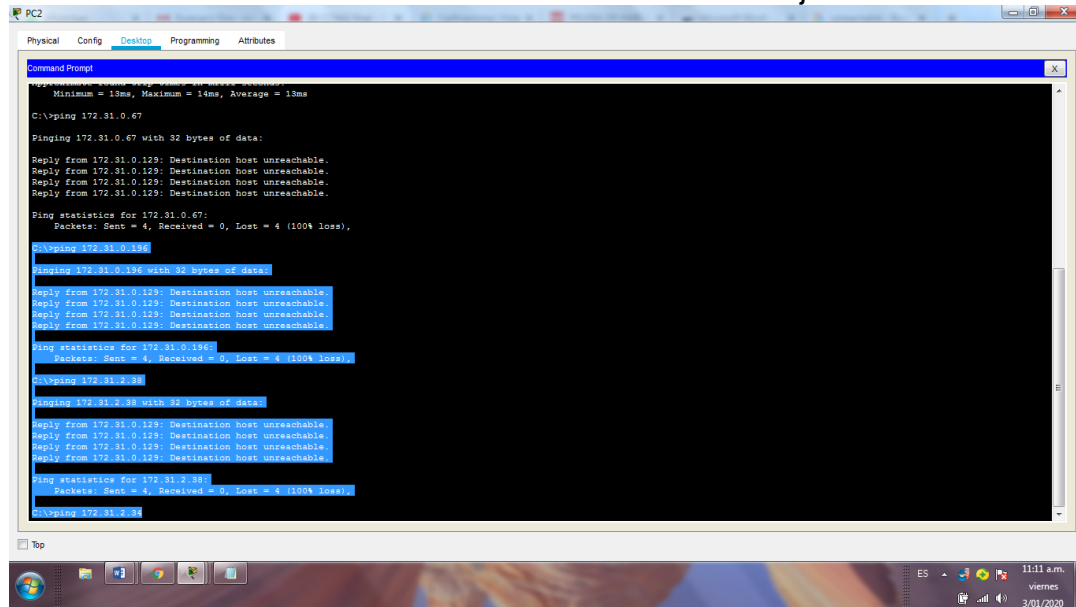 PC2
Physical Config Desktop Programming Attributes
Command Prompt X
Minimum = 13ms, Maximum = 14ms, Average = 13ms
C:\>ping 172.31.0.67
Pinging 172.31.0.67 with 32 bytes of data:
Reply from 172.31.0.129: Destination host unreachable.
Reply from 172.31.0.129: Destination host unreachable.
Reply from 172.31.0.129: Destination host unreachable.
Reply from 172.31.0.129: Destination host unreachable.
Ping statistics for 172.31.0.67:
Packets: Sent = 4, Received = 0, Lost = 4 (100% loss),
C:\>ping 172.31.0.196
Pinging 172.31.0.196 with 32 bytes of data:
Reply from 172.31.0.129: Destination host unreachable.
Reply from 172.31.0.129: Destination host unreachable.
Reply from 172.31.0.129: Destination host unreachable.
Reply from 172.31.0.129: Destination host unreachable.
Ping statistics for 172.31.0.196:
Packets: Sent = 4, Received = 0, Lost = 4 (100% loss),
C:\>ping 172.31.2.38
Pinging 172.31.2.38 with 32 bytes of data:
Reply from 172.31.0.129: Destination host unreachable.
Reply from 172.31.0.129: Destination host unreachable.
Reply from 172.31.0.129: Destination host unreachable.
Reply from 172.31.0.129: Destination host unreachable.
Ping statistics for 172.31.2.38:
Packets: Sent = 4, Received = 0, Lost = 4 (100% loss),
C:\>ping 172.31.2.34
Top
ES
11:11 a.m.
viernes
3/01/2020